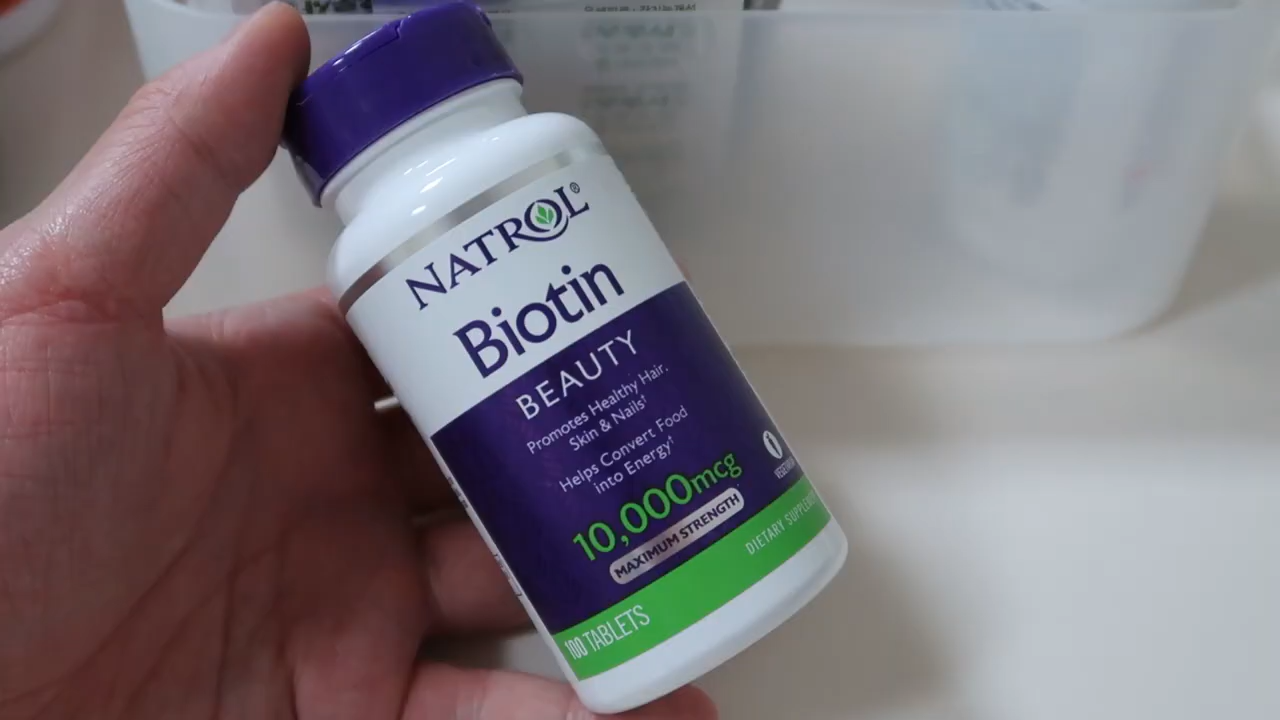 NATROL®
Biotin
BEAUTY
Promotes Healthy Hair,
Skin & Nails†
Helps Convert Food
into Energy†
10,000mcg
MAXIMUM STRENGTH
DIETARY
100 TABLETS